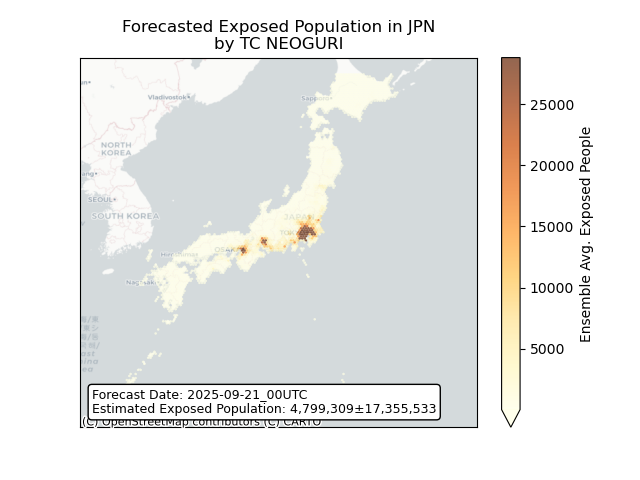 Forecasted Exposed Population in JPN
by TC NEOGURI
Vladivostok
Sapporo
NORTH
KOREA
SEOUL
SOUTH KOREA
JAPAN
Hiroshima
OSAKA
Nagasaki
25000
20000
15000
10000
5000
Ensemble Avg. Exposed People
Forecast Date: 2025-09-21_00UTC
Estimated Exposed Population: 4,799,309±17,355,533
(C) OpenStreetMap contributors (C) CARTO